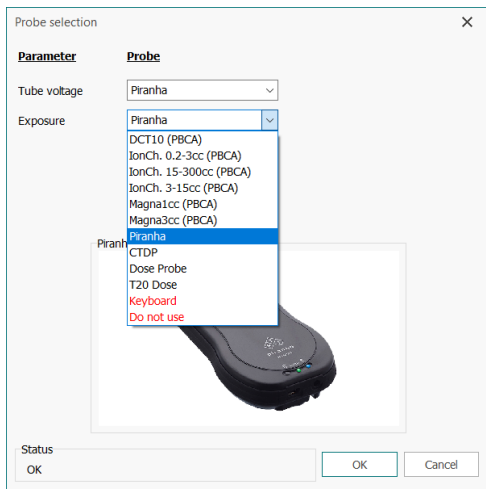 Probe selection
Parameter Probe
Tube voltage Piranha
Exposure Piranha
DCT10 (PBCA)
IonCh. 0.2-3cc (PBCA)
IonCh. 15-300cc (PBCA)
IonCh. 3-15cc (PBCA)
Magna1cc (PBCA)
Magna3cc (PBCA)
Piranha
CTDP
Dose Probe
T20 Dose
Keyboard
Do not use
Status
OK
OK Cancel